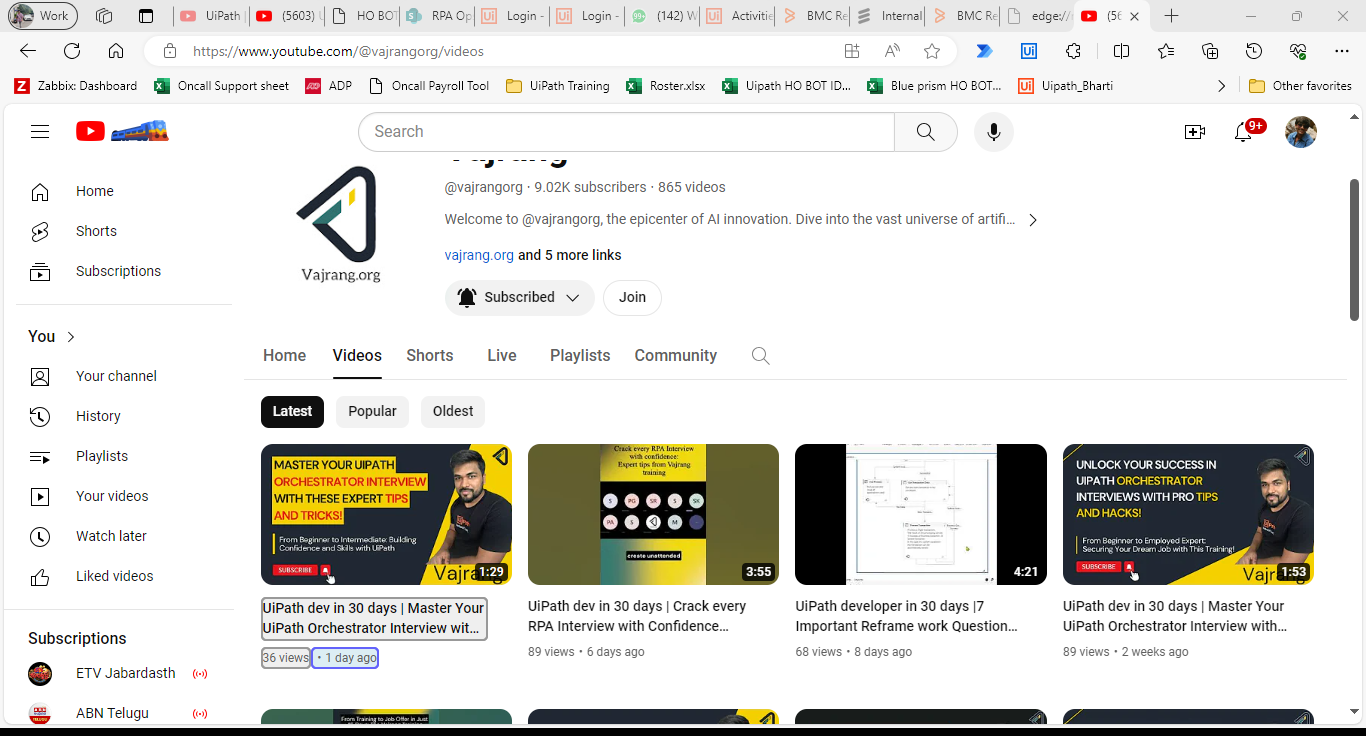 Work
UiPath
(5603) U
HO BOT
RPA Op
Login -
Login -
(142) W
Activitie
BMC Re
Internal
BMC Re
edge://
(56
https://www.youtube.com/@vajrangorg/videos
Zabbix: Dashboard
Oncall Support sheet
ADP
Oncall Payroll Tool
UiPath Training
Roster.xlsx
Uipath HO BOT ID...
Blue prism HO BOT...
Uipath_Bharti
Other favorites
Search
9+
Home
Shorts
Subscriptions
You
Your channel
History
Playlists
Your videos
Watch later
Liked videos
Subscriptions
ETV Jabardasth
ABN Telugu
Vajrang.org
Vajrang
@vajrangorg · 9.02K subscribers · 865 videos
Welcome to @vajrangorg, the epicenter of AI innovation. Dive into the vast universe of artifi...
vajrang.org and 5 more links
Subscribed
Join
Home Videos Shorts Live Playlists Community
Latest Popular Oldest
MASTER YOUR UIPATH
ORCHESTRATOR INTERVIEW
WITH THESE EXPERT TIPS
AND TRICKS!
From Beginner to Intermediate: Building
Confidence and Skills with UiPath
SUBSCRIBE
Vajrang
1:29
UiPath dev in 30 days | Master Your
UiPath Orchestrator Interview wit...
36 views • 1 day ago
Crack every RPA Interview
with confidence:
Expert tips from Vajrang
training
S PG SR S SK
PA S M
create unattended
3:55
UiPath dev in 30 days | Crack every
RPA Interview with Confidence...
89 views • 6 days ago
4:21
UiPath developer in 30 days |7
Important Reframe work Question...
68 views • 8 days ago
UNLOCK YOUR SUCCESS IN
UIPATH ORCHESTRATOR
INTERVIEWS WITH PRO TIPS
AND HACKS!
From Beginner to Employed Expert:
Securing Your Dream Job with This Training!
SUBSCRIBE
Vajrang
1:53
UiPath dev in 30 days | Master Your
UiPath Orchestrator Interview with...
89 views • 2 weeks ago
From Training to Job Offer in Just